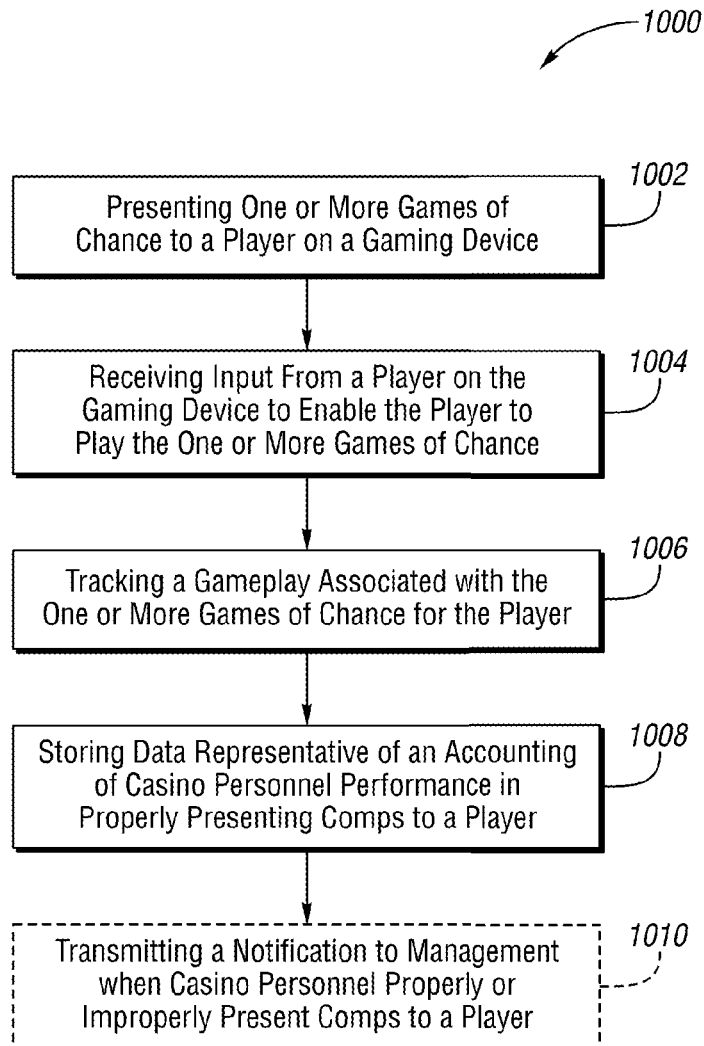 1000
1002
Presenting One or More Games of
Chance to a Player on a Gaming Device
1004
Receiving Input From a Player on the
Gaming Device to Enable the Player to
Play the One or More Games of Chance
1006
Tracking a Gameplay Associated with the
One or More Games of Chance for the Player
1008
Storing Data Representative of an Accounting
of Casino Personnel Performance in
Properly Presenting Comps to a Player
1010
Transmitting a Notification to Management
when Casino Personnel Properly or
Improperly Present Comps to a Player